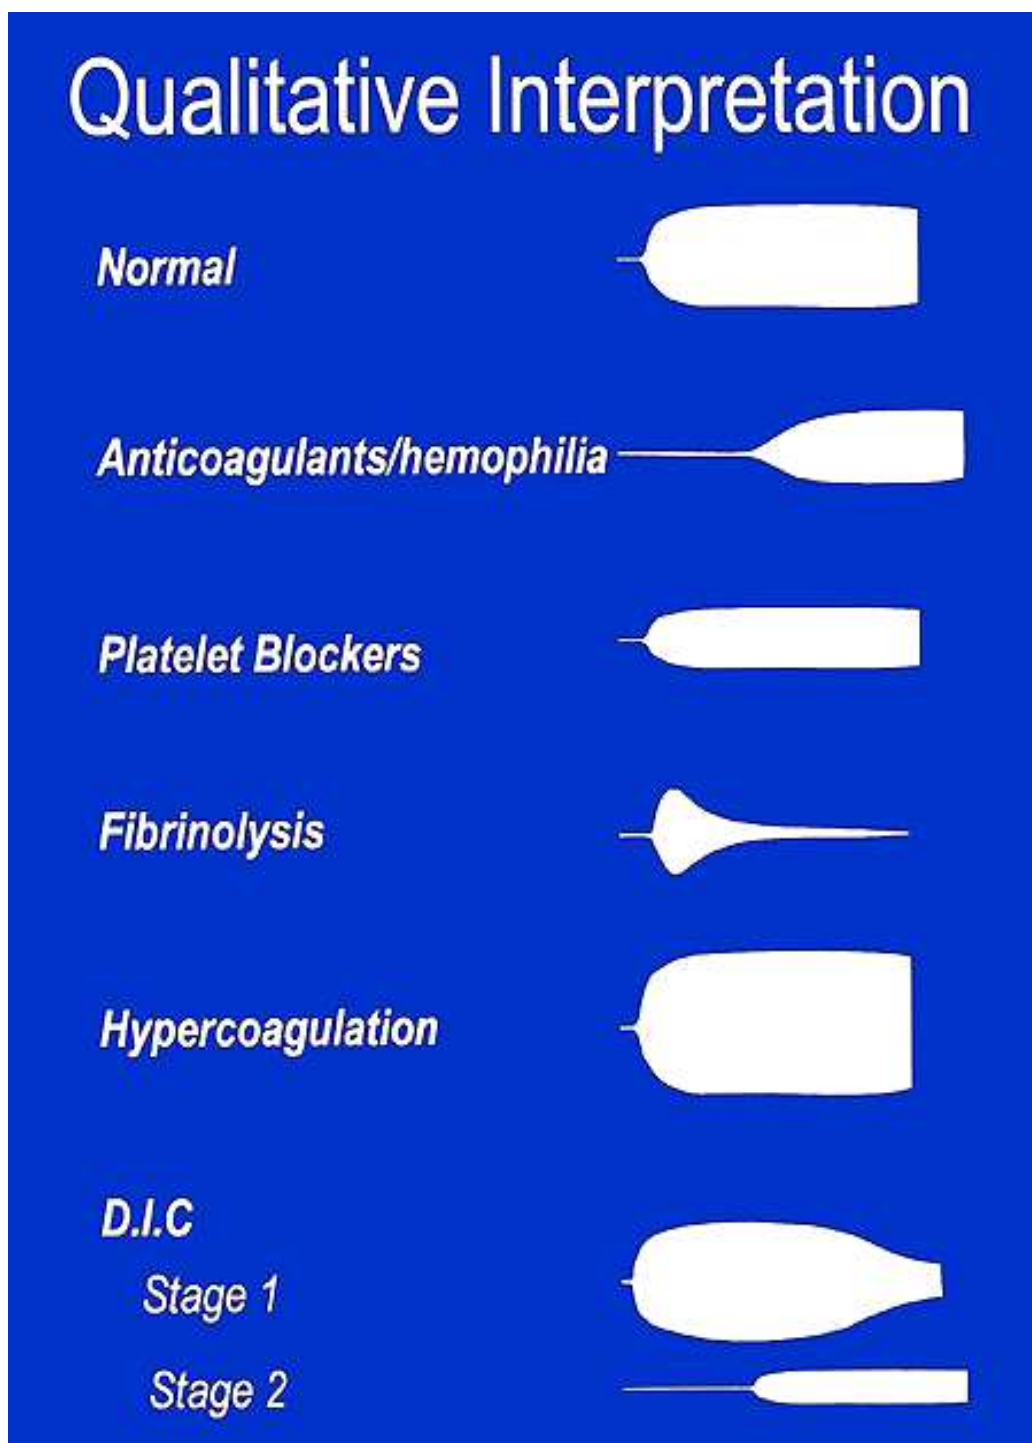 Qualitative Interpretation
Normal
Anticoagulants/hemophilia
Platelet Blockers
Fibrinolysis
Hypercoagulation
D.I.C
Stage 1
Stage 2